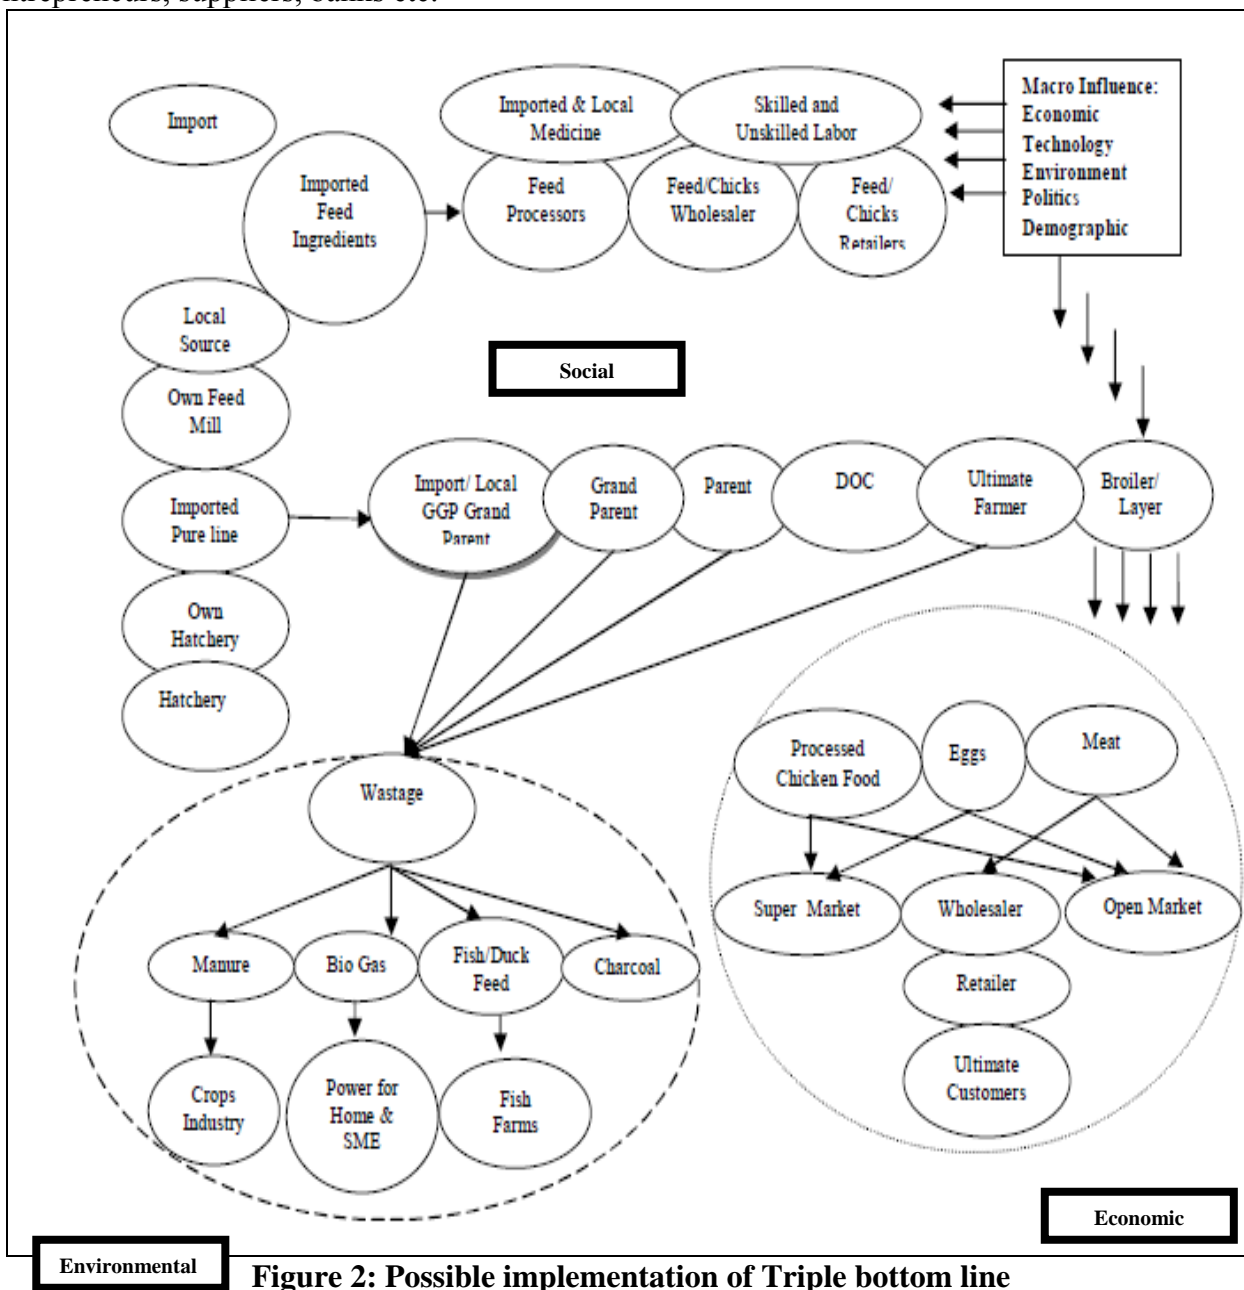 ntrepreneurs, suppliers, banks etc.
Import
Imported
Feed
Ingredients
Imported & Local
Medicine
Skilled and
Unskilled Labor
Feed
Processors
Feed/Chicks
Wholesaler
Feed/
Chicks
Retailers
Macro Influence:
Economic
Technology
Environment
Politics
Demographic
Local
Source
Own Feed
Mill
Imported
Pure line
Own
Hatchery
Hatchery
Social
Import/ Local
GGP Grand
Parent
Grand
Parent
Parent
DOC
Ultimate
Farmer
Broiler/
Layer
Wastage
Manure
Bio Gas
Fish/Duck
Feed
Charcoal
Crops
Industry
Power for
Home &
SME
Fish
Farms
Processed
Chicken Food
Eggs
Meat
Super Market
Wholesaler
Open Market
Retailer
Ultimate
Customers
Economic
Environmental
Figure 2: Possible implementation of Triple bottom line